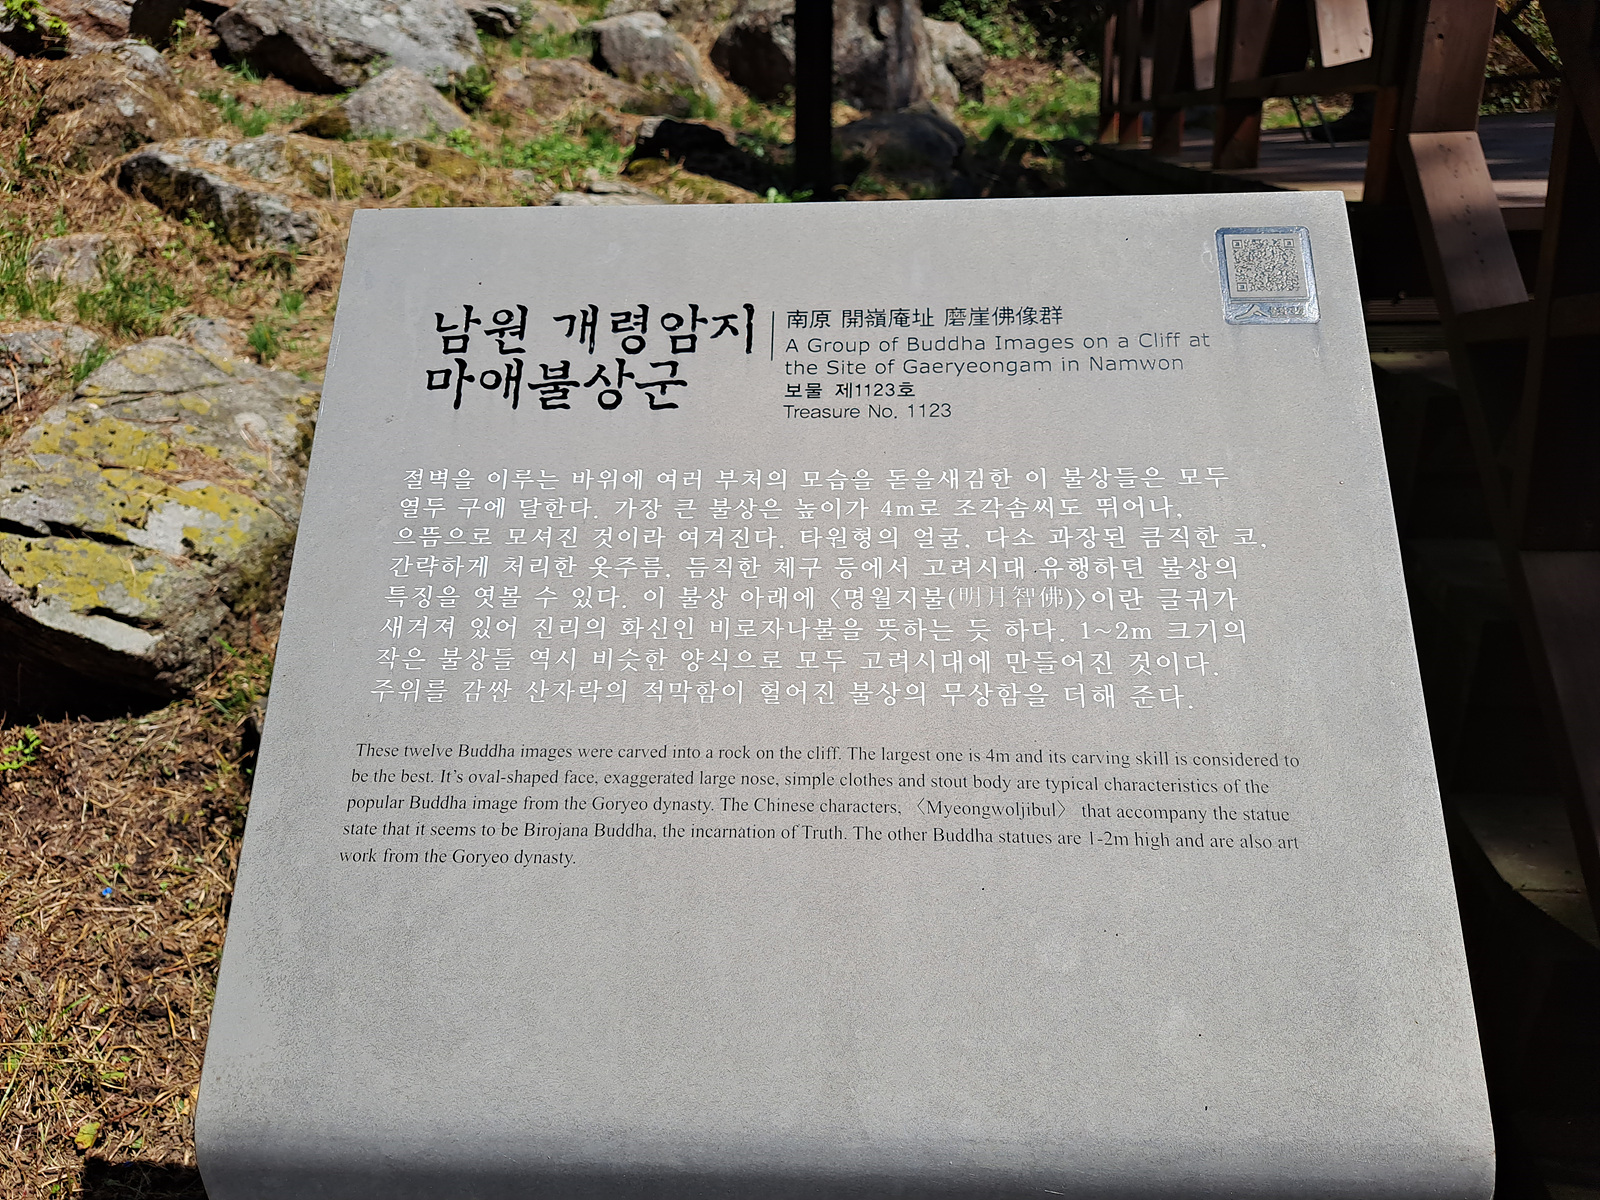 남원 개령암지
마애불상군
南原 開嶺庵址 磨崖佛像群
A Group of Buddha Images on a Cliff at
the Site of Gaeryeongam in Namwon
보물 제1123호
Treasure No. 1123
절벽을 이루는 바위에 여러 부처의 모습을 돋을새김한 이 불상들은 모두
열두 구에 달한다. 가장 큰 불상은 높이가 4m로 조각솜씨도 뛰어나,
으뜸으로 모셔진 것이라 여겨진다. 타원형의 얼굴, 다소 과장된 큼직한 코,
간략하게 처리한 옷주름, 듬직한 체구 등에서 고려시대 유행하던 불상의
특징을 엿볼 수 있다. 이 불상 아래에 〈명월지불(明月智佛)〉이란 글귀가
새겨져 있어 진리의 화신인 비로자나불을 뜻하는 듯 하다. 1~2m 크기의
작은 불상들 역시 비슷한 양식으로 모두 고려시대에 만들어진 것이다.
주위를 감싼 산자락의 적막함이 헐어진 불상의 무상함을 더해 준다.
These twelve Buddha images were carved into a rock on the cliff. The largest one is 4m and its carving skill is considered to
be the best. It's oval-shaped face, exaggerated large nose, simple clothes and stout body are typical characteristics of the
popular Buddha image from the Goryeo dynasty. The Chinese characters, 〈Myeongwoljibul〉 that accompany the statue
state that it seems to be Birojana Buddha, the incarnation of Truth. The other Buddha statues are 1-2m high and are also art
work from the Goryeo dynasty.